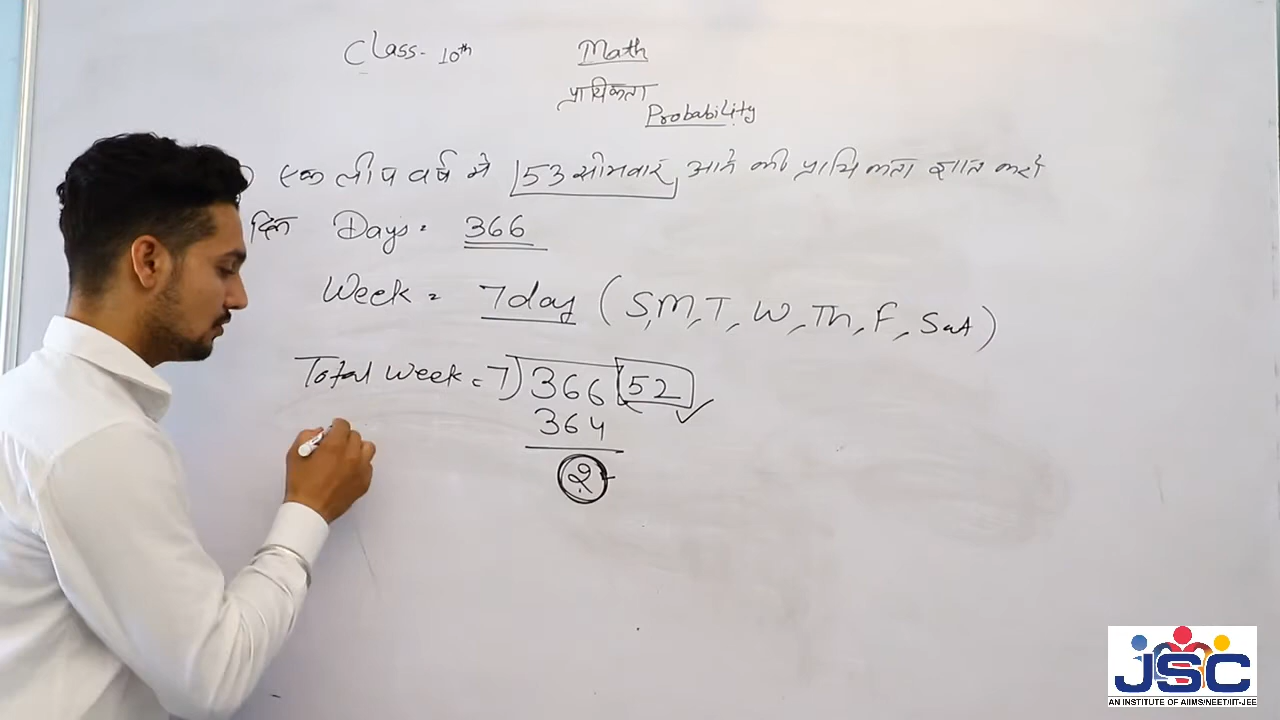 Class- 10th
Math
प्रायिकता
Probability
एक लीप वर्ष में 53 सोमवार आने की प्रायिकता ज्ञात करो
दिन Days = 366
Week = 7day (S, M, T, W, Th, F, Sat)
Total Week = 7) 366 (52
364
2
JSC
AN INSTITUTE OF AIIMS/NEET/IIT-JEE